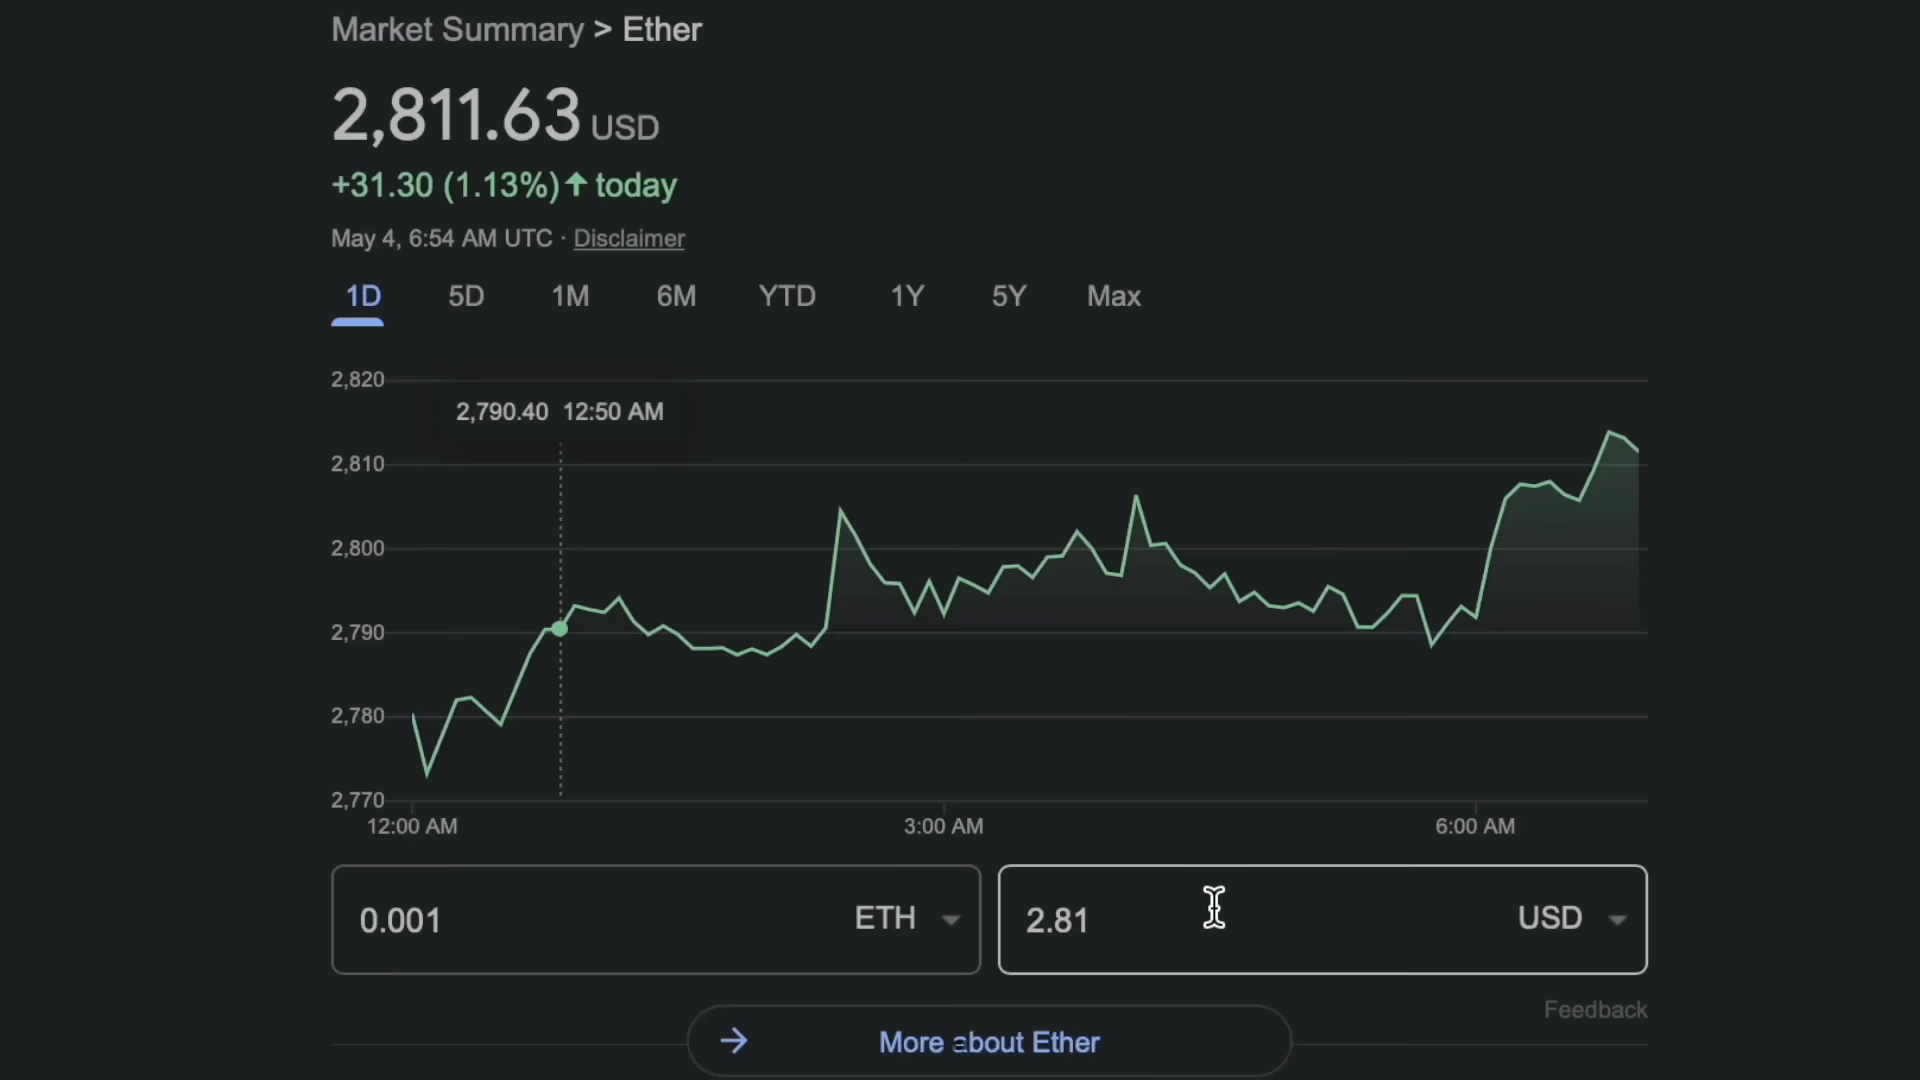 Market Summary > Ether
2,811.63 USD
+31.30 (1.13%) ↑ today
May 4, 6:54 AM UTC · Disclaimer
1D 5D 1M 6M YTD 1Y 5Y Max
2,820
2,790.40 12:50 AM
2,810
2,800
2,790
2,780
2,770
12:00 AM 3:00 AM 6:00 AM
0.001 ETH 2.81 USD
Feedback
→ More about Ether